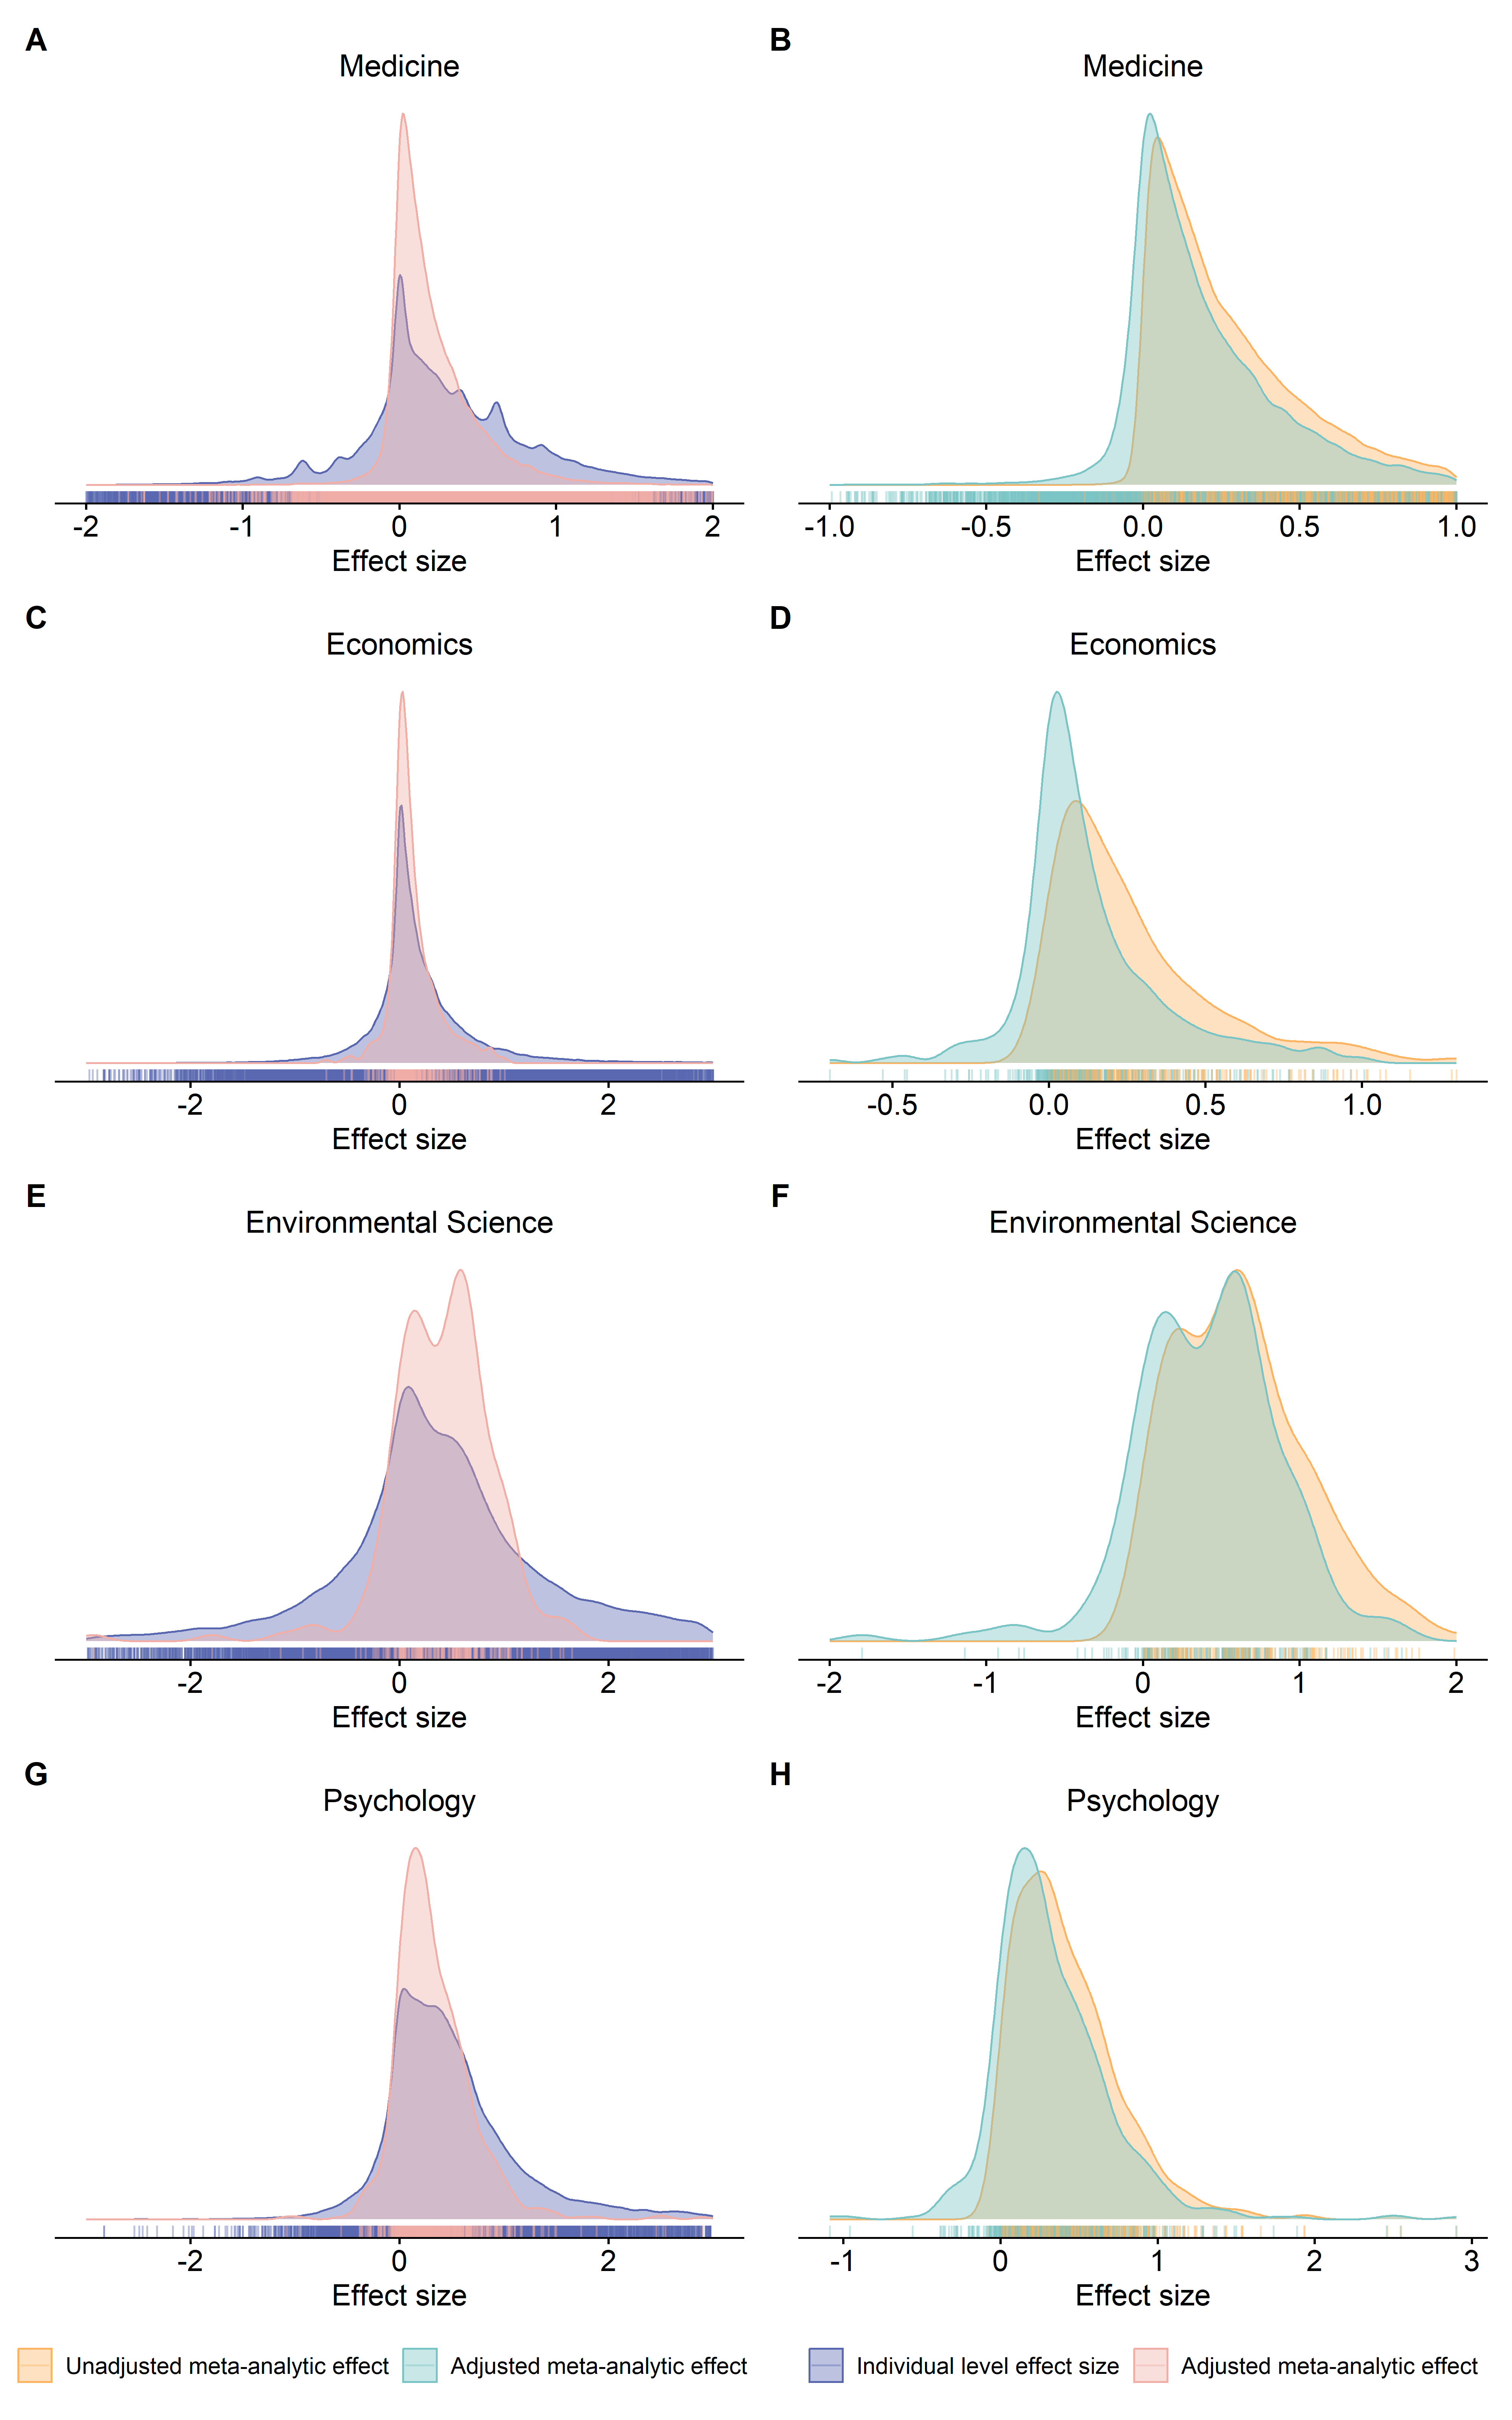 A B
Medicine Medicine
-2 -1 0 1 2 -1.0 -0.5 0.0 0.5 1.0
Effect size Effect size
C D
Economics Economics
-2 0 2 -0.5 0.0 0.5 1.0
Effect size Effect size
E F
Environmental Science Environmental Science
-2 0 2 -2 -1 0 1 2
Effect size Effect size
G H
Psychology Psychology
-2 0 2 -1 0 1 2 3
Effect size Effect size
Unadjusted meta-analytic effect Adjusted meta-analytic effect Individual level effect size Adjusted meta-analytic effect